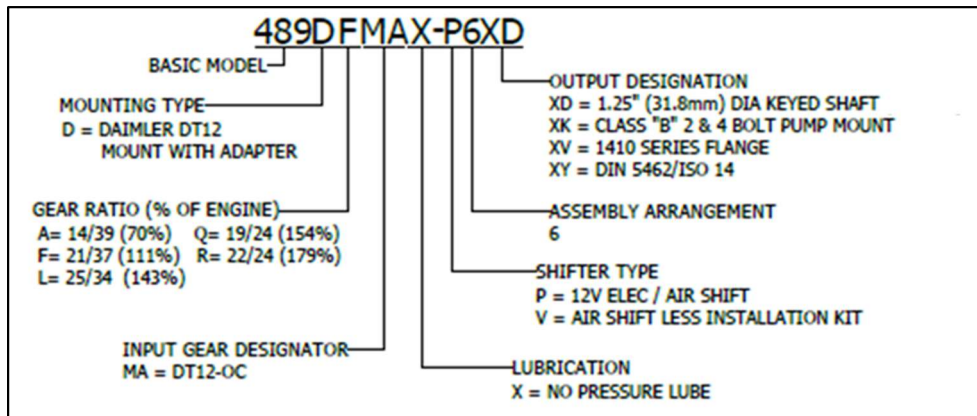 489DFMAX-P6XD
BASIC MODEL
MOUNTING TYPE
D = DAIMLER DT12
MOUNT WITH ADAPTER
GEAR RATIO (% OF ENGINE)
A= 14/39 (70%) Q= 19/24 (154%)
F= 21/37 (111%) R= 22/24 (179%)
L= 25/34 (143%)
INPUT GEAR DESIGNATOR
MA = DT12-OC
OUTPUT DESIGNATION
XD = 1.25" (31.8mm) DIA KEYED SHAFT
XK = CLASS "B" 2 & 4 BOLT PUMP MOUNT
XV = 1410 SERIES FLANGE
XY = DIN 5462/ISO 14
ASSEMBLY ARRANGEMENT
6
SHIFTER TYPE
P = 12V ELEC / AIR SHIFT
V = AIR SHIFT LESS INSTALLATION KIT
LUBRICATION
X = NO PRESSURE LUBE